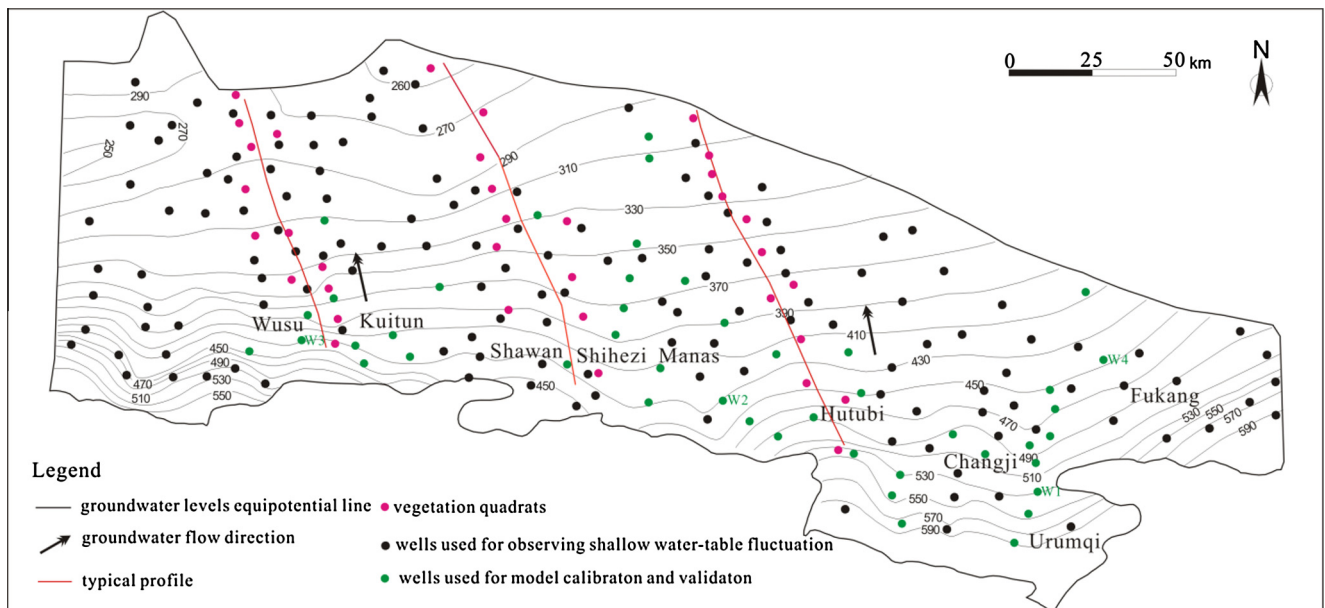 0 25 50 km
N
290
260
270
270
250
290
310
330
350
370
390
410
430
Wusu
Kuitun
W3
450
490
530
550
470
510
Shawan
Shihezi
Manas
450
W2
Hutubi
450
470
W4
Fukang
530
550
570
590
Changji
490
510
530
W1
550
570
590
Urumqi
Legend
groundwater levels equipotential line
vegetation quadrats
groundwater flow direction
wells used for observing shallow water-table fluctuation
typical profile
wells used for model calibraton and validaton